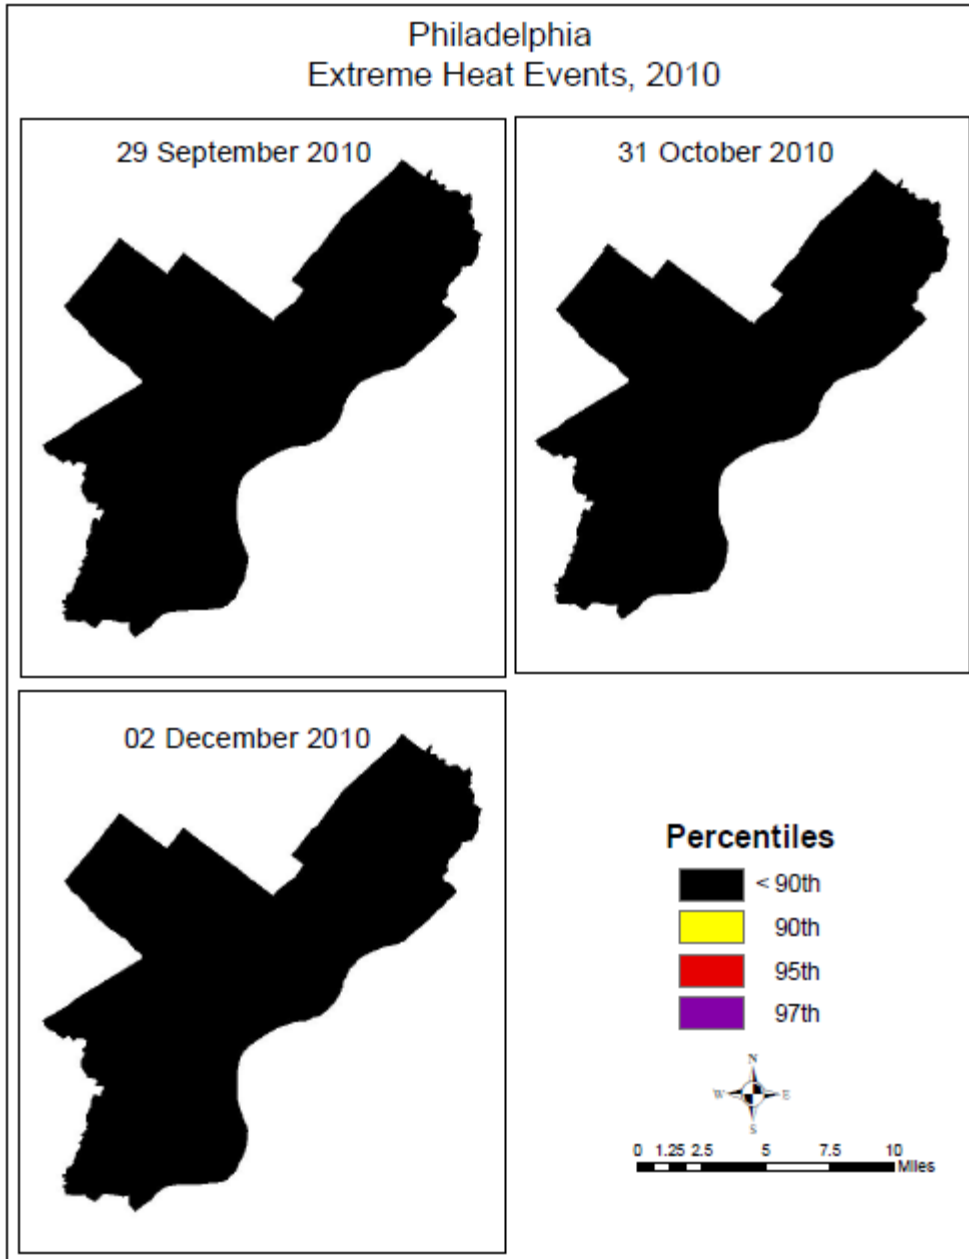 Philadelphia
Extreme Heat Events, 2010
29 September 2010
31 October 2010
02 December 2010
Percentiles
< 90th
90th
95th
97th
N
W E
S
0 1.25 2.5 5 7.5 10
Miles